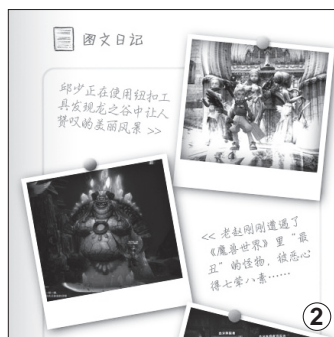 图文日记
邱少正在使用钮扣工
具发现龙之谷中让人
赞叹的美丽风景 >>
<< 老赵刚刚遭遇了
《魔兽世界》里“最
丑”的怪物，被恶心
得七荤八素……
②